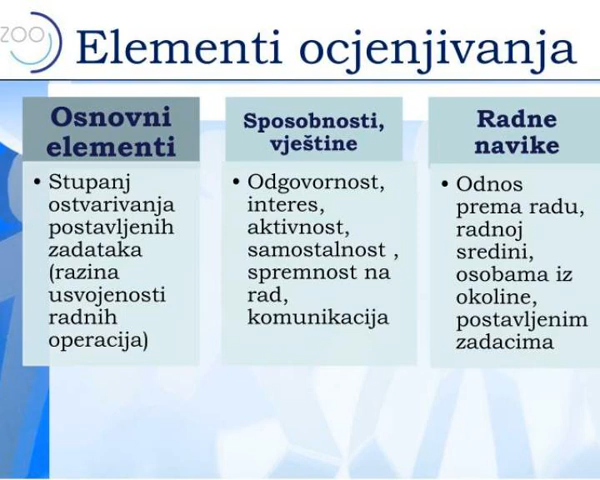 ZOO
Elementi ocjenjivanja
Osnovni
elementi
• Stupanj
ostvarivanja
postavljenih
zadataka
(razina
usvojenosti
radnih
operacija)
Sposobnosti,
vještine
• Odgovornost,
interes,
aktivnost,
samostalnost ,
spremnost na
rad,
komunikacija
Radne
navike
• Odnos
prema radu,
radnoj
sredini,
osobama iz
okoline,
postavljenim
zadacima